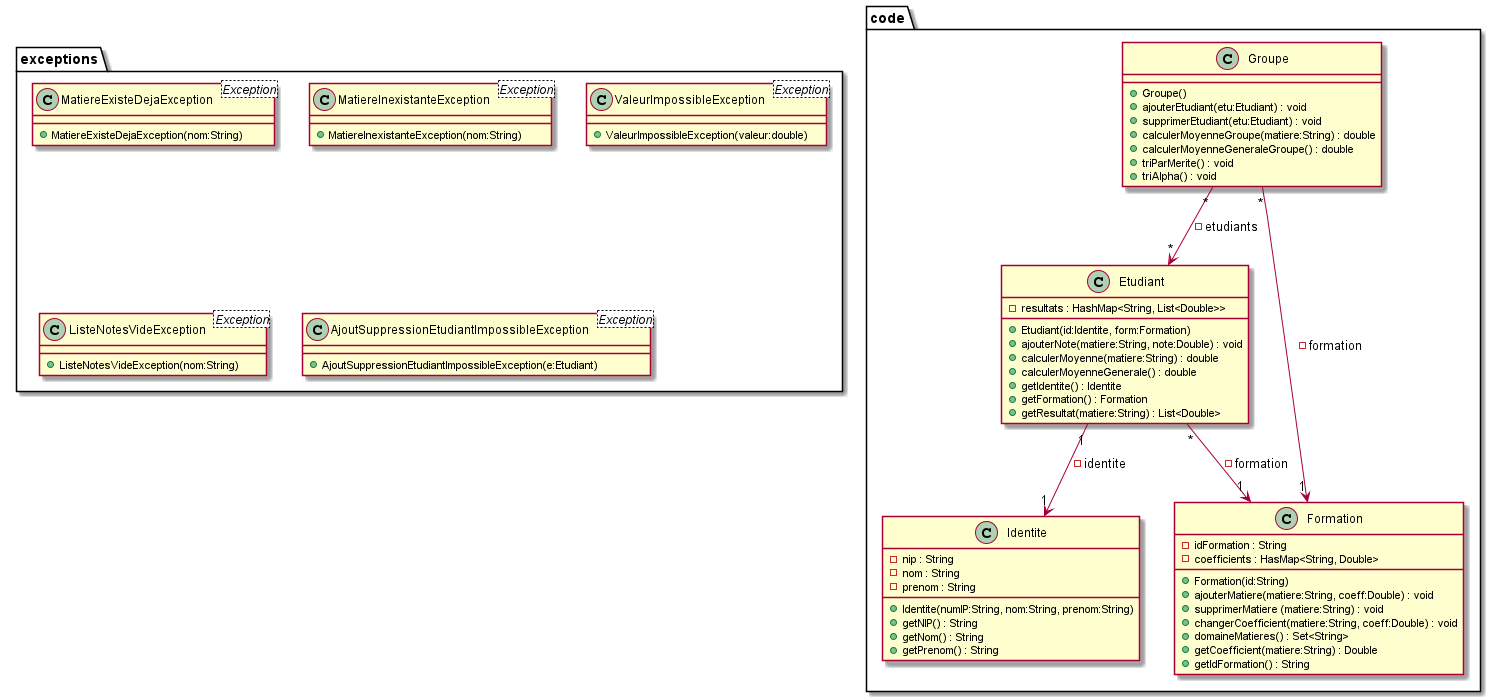 exceptions
MatiereExisteDejaException
Exception
MatiereExisteDejaException(nom:String)
MatiereInexistanteException
Exception
MatiereInexistanteException(nom:String)
ValeurImpossibleException
Exception
ValeurImpossibleException(valeur:double)
ListeNotesVideException
Exception
ListeNotesVideException(nom:String)
AjoutSuppressionEtudiantImpossibleException
Exception
AjoutSuppressionEtudiantImpossibleException(e:Etudiant)
code
Groupe
Groupe()
ajouterEtudiant(etu:Etudiant) : void
supprimerEtudiant(etu:Etudiant) : void
calculerMoyenneGroupe(matiere:String) : double
calculerMoyenneGeneraleGroupe() : double
triParMerite() : void
triAlpha() : void
*
*
etudiants
*
Etudiant
resultats : HashMap<String, List<Double>>
Etudiant(id:Identite, form:Formation)
ajouterNote(matiere:String, note:Double) : void
calculerMoyenne(matiere:String) : double
calculerMoyenneGenerale() : double
getIdentite() : Identite
getFormation() : Formation
getResultat(matiere:String) : List<Double>
formation
1
*
identite
formation
1
1
1
Identite
nip : String
nom : String
prenom : String
Identite(numIP:String, nom:String, prenom:String)
getNIP() : String
getNom() : String
getPrenom() : String
Formation
idFormation : String
coefficients : HasMap<String, Double>
Formation(id:String)
ajouterMatiere(matiere:String, coeff:Double) : void
supprimerMatiere (matiere:String) : void
changerCoefficient(matiere:String, coeff:Double) : void
domaineMatieres() : Set<String>
getCoefficient(matiere:String) : Double
getIdFormation() : String